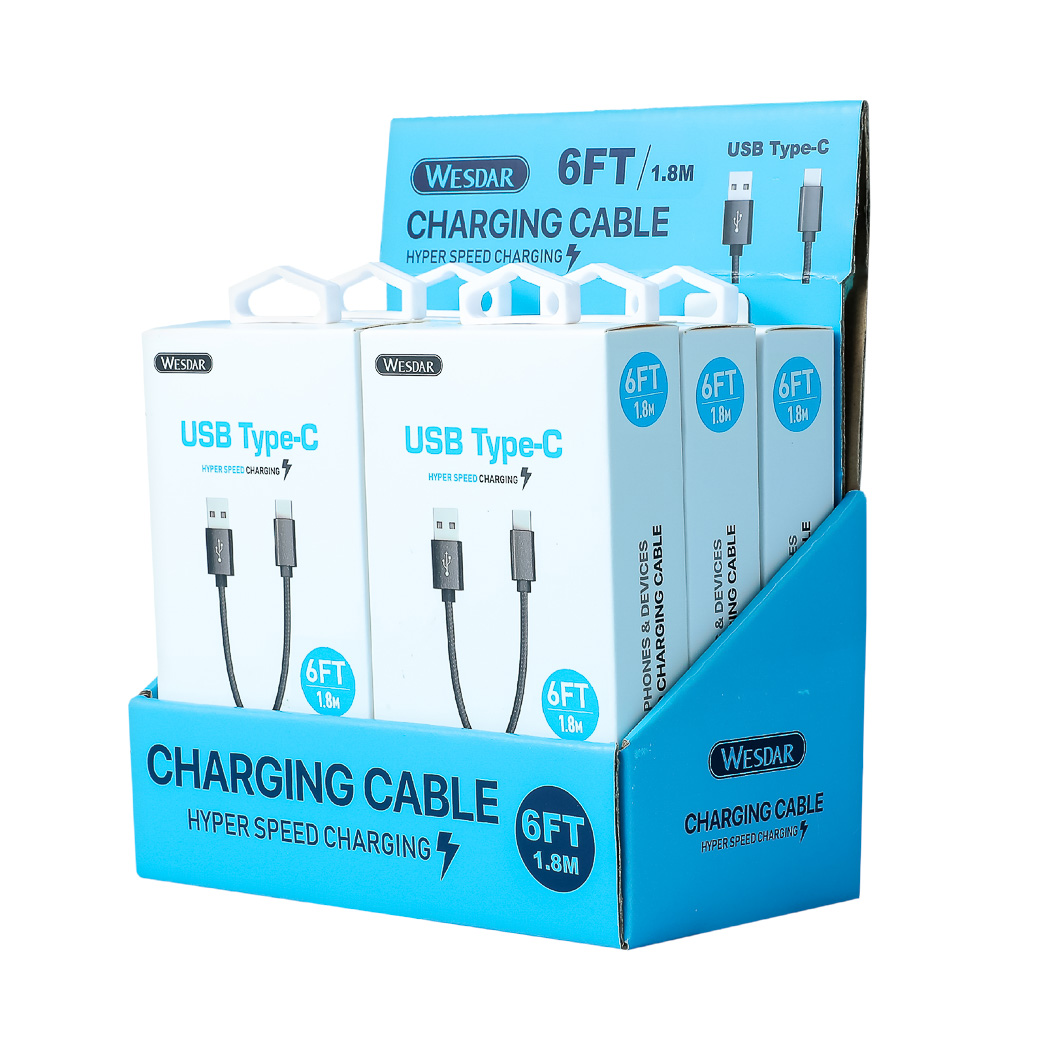 WESDAR
6FT/1.8M
USB Type-C
CHARGING CABLE
HYPER SPEED CHARGING
WESDAR
USB Type-C
HYPER SPEED CHARGING
6FT
1.8M
WESDAR
USB Type-C
HYPER SPEED CHARGING
6FT
1.8M
6FT
1.8M
PHONES & DEVICES
CHARGING CABLE
6FT
1.8M
& DEVICES
CABLE
6FT
1.8M
CHARGING CABLE
HYPER SPEED CHARGING
6FT
1.8M
WESDAR
CHARGING CABLE
HYPER SPEED CHARGING